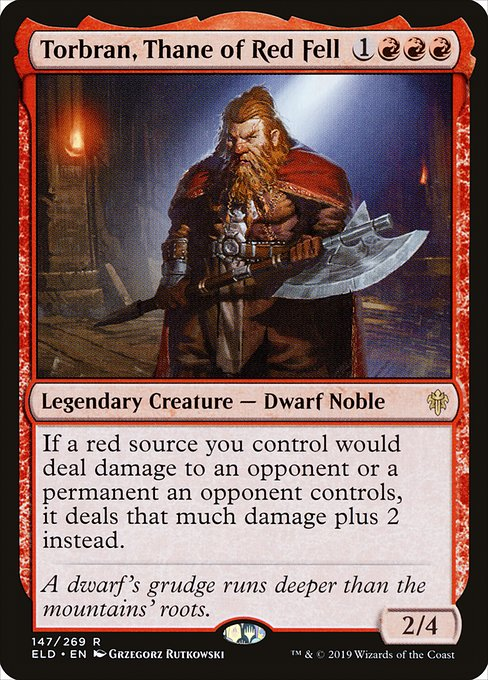 Torbran, Thane of Red Fell 1
Legendary Creature — Dwarf Noble
If a red source you control would
deal damage to an opponent or a
permanent an opponent controls,
it deals that much damage plus 2
instead.
A dwarf's grudge runs deeper than the
mountains' roots.
2/4
147/269 R
ELD • EN Grzegorz Rutkowski
™ & © 2019 Wizards of the Coast